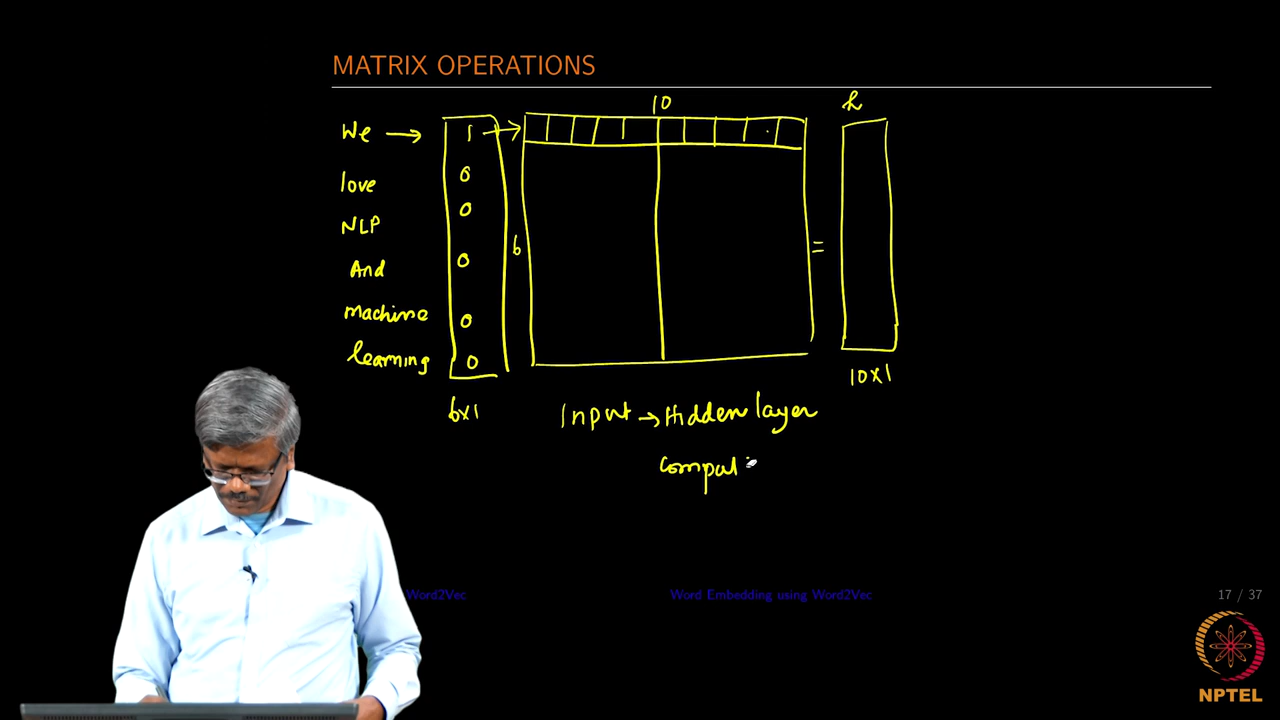 MATRIX OPERATIONS
10
h
We → 1 →
love 0
NLP 0
6 =
And 0
machine 0
learning 0
10x1
6x1
Input → Hidden layer
Comput
Word2Vec
Word Embedding using Word2Vec
17 / 37
NPTEL